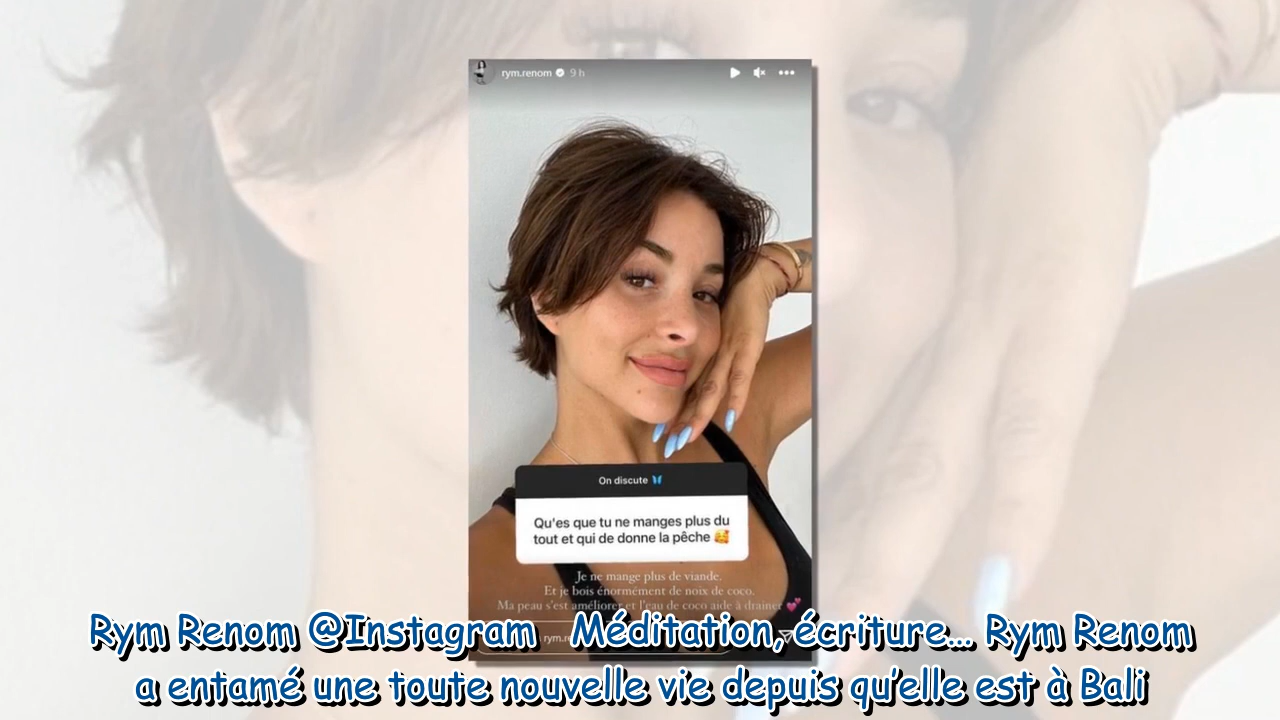 rym.renom 9 h
On discute 🦋
Qu'es que tu ne manges plus du
tout et qui de donne la pêche 🥰
Je ne mange plus de viande.
Et je bois énormément de noix de coco.
Ma peau s'est améliorer et l'eau de coco aide à drainer 💕
rym.re
Rym Renom @Instagram Méditation, écriture... Rym Renom
a entamé une toute nouvelle vie depuis qu'elle est à Bali